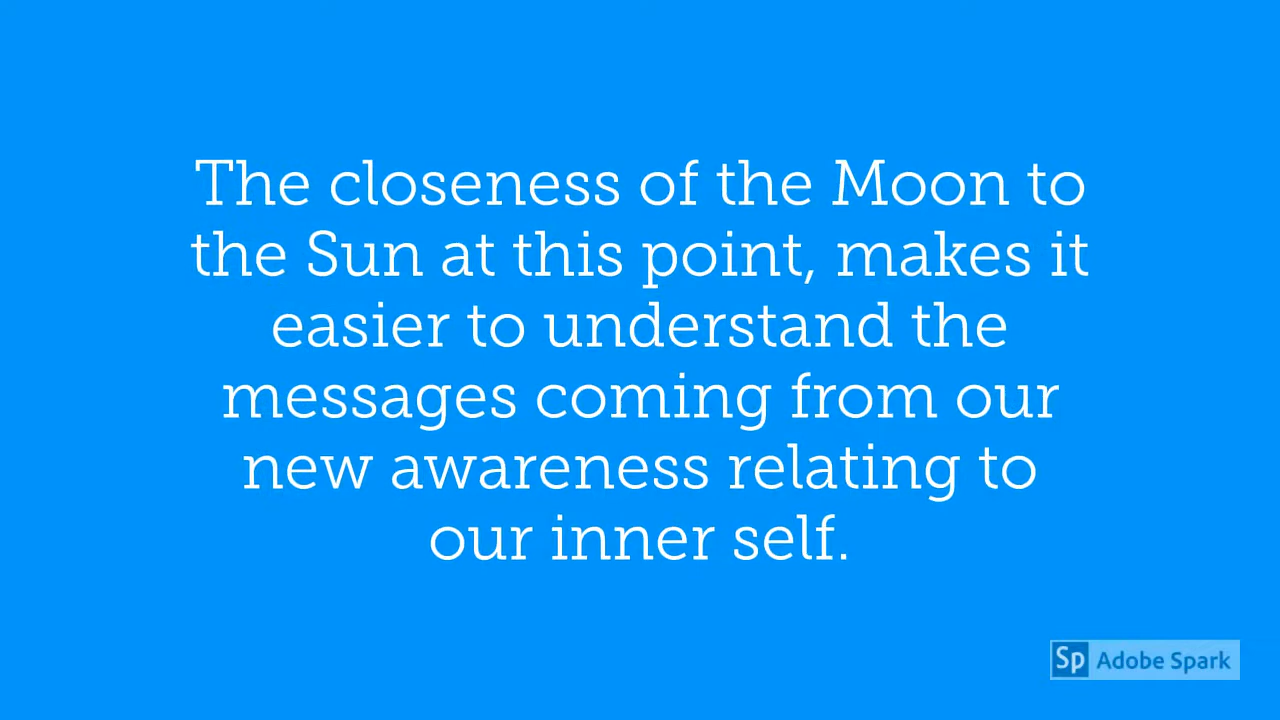 The closeness of the Moon to
the Sun at this point, makes it
easier to understand the
messages coming from our
new awareness relating to
our inner self.
Sp Adobe Spark